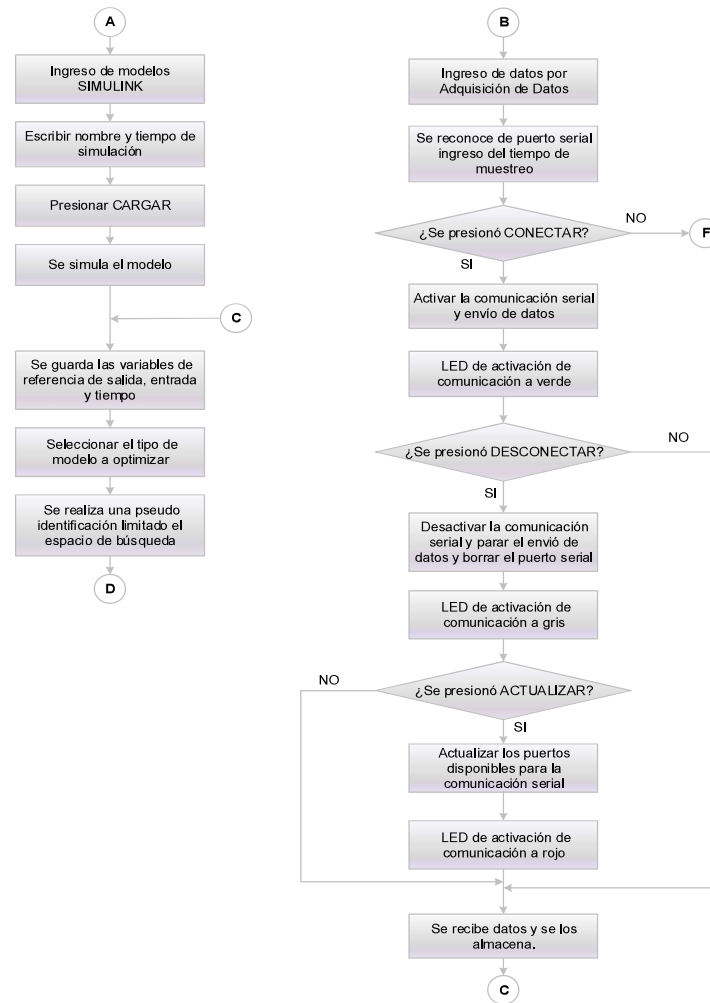 A
Ingreso de modelos
SIMULINK
Escribir nombre y tiempo de
simulación
Presionar CARGAR
Se simula el modelo
C
Se guarda las variables de
referencia de salida, entrada
y tiempo
Seleccionar el tipo de
modelo a optimizar
Se realiza una pseudo
identificación limitado el
espacio de búsqueda
D
B
Ingreso de datos por
Adquisición de Datos
Se reconoce de puerto serial
ingreso del tiempo de
muestreo
¿Se presionó CONECTAR?
NO
F
SI
Activar la comunicación serial
y envío de datos
LED de activación de
comunicación a verde
¿Se presionó DESCONECTAR?
NO
SI
Desactivar la comunicación
serial y parar el envió de
datos y borrar el puerto serial
LED de activación de
comunicación a gris
NO
¿Se presionó ACTUALIZAR?
SI
Actualizar los puertos
disponibles para la
comunicación serial
LED de activación de
comunicación a rojo
Se recibe datos y se los
almacena.
C